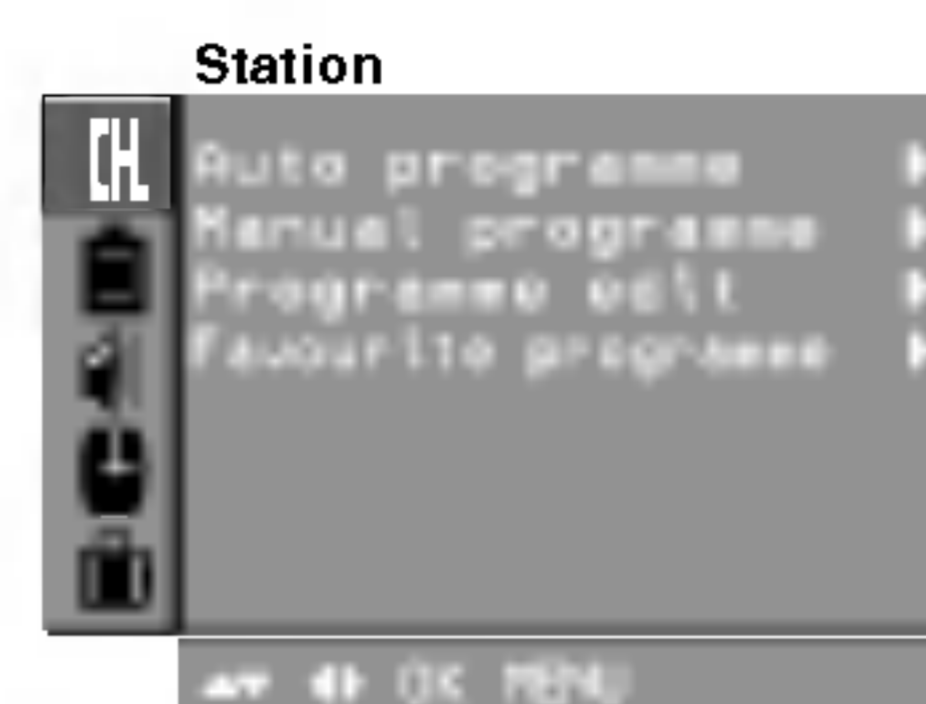 Station
CH
Auto programme
Manual programme
Programme edit
Favourite programme
OK MENU